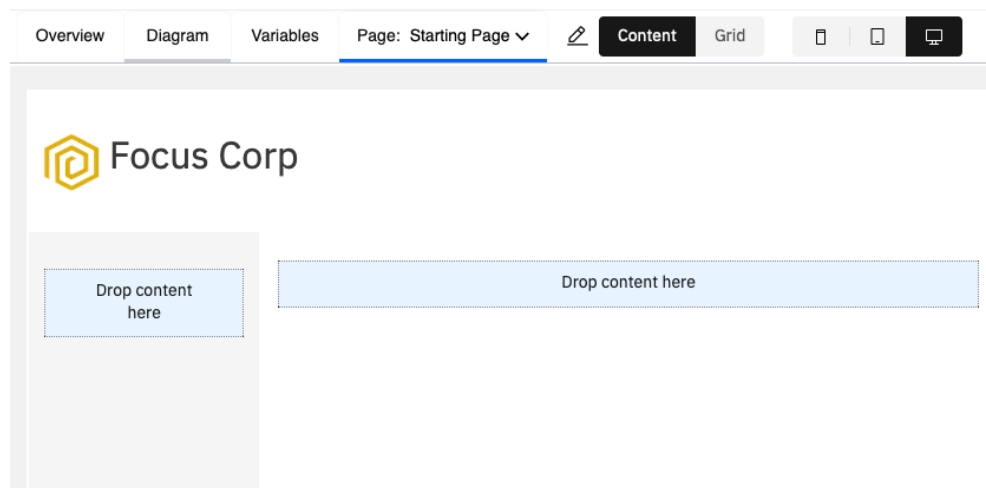 Overview Diagram Variables Page: Starting Page Content Grid
Focus Corp
Drop content
here
Drop content here